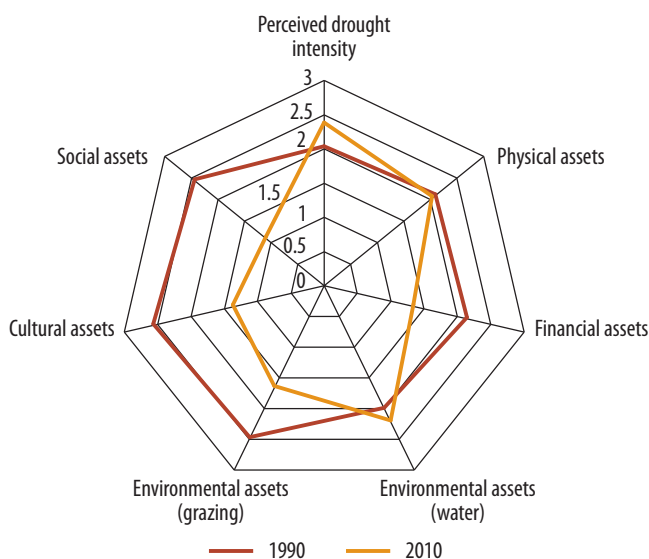 Perceived drought
intensity
3
2.5
2
1.5
1
0.5
0
Social assets
Physical assets
Cultural assets
Financial assets
Environmental assets
(grazing)
Environmental assets
(water)
1990
2010